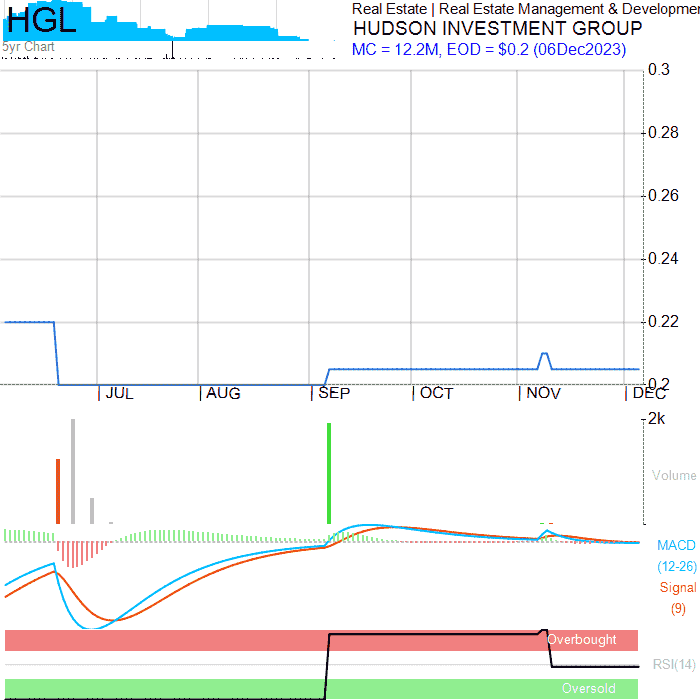 HGL
Real Estate | Real Estate Management & Developmen
HUDSON INVESTMENT GROUP
5yr Chart
MC = 12.2M, EOD = $0.2 (06Dec2023)
0.3
0.28
0.26
0.24
0.22
0.2
JUL AUG SEP OCT NOV DEC
2k
Volume
MACD
(12-26)
Signal
(9)
Overbought
RSI(14)
Oversold